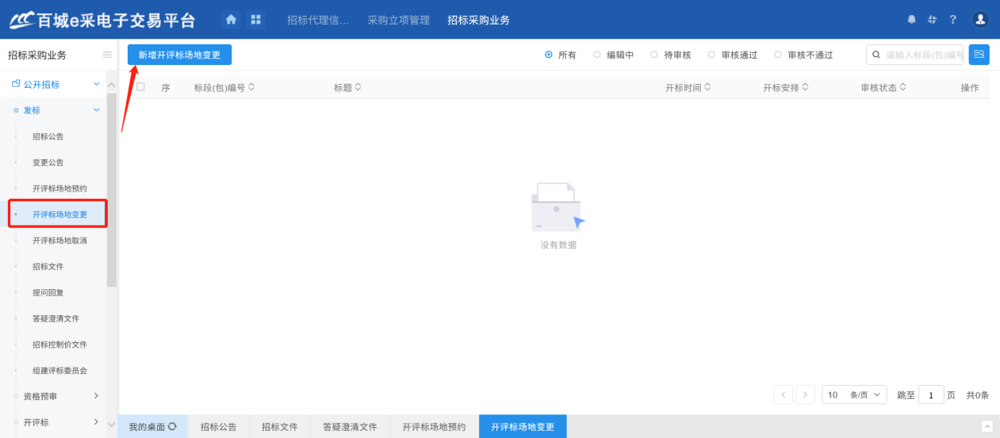 百城e采电子交易平台
招标代理信...
采购立项管理
招标采购业务
?
招标采购业务
公开招标
发标
招标公告
变更公告
开评标场地预约
开评标场地变更
开评标场地取消
招标文件
提问回复
答疑澄清文件
招标控制价文件
组建评标委员会
资格预审
开评标
新增开评标场地变更
所有
编辑中
待审核
审核通过
审核不通过
请输入标段(包)编号
序
标段(包)编号
标题
开标时间
开标安排
审核状态
操作
没有数据
10 条/页
跳至 1 页
共0条
我的桌面
招标公告
招标文件
答疑澄清文件
开评标场地预约
开评标场地变更